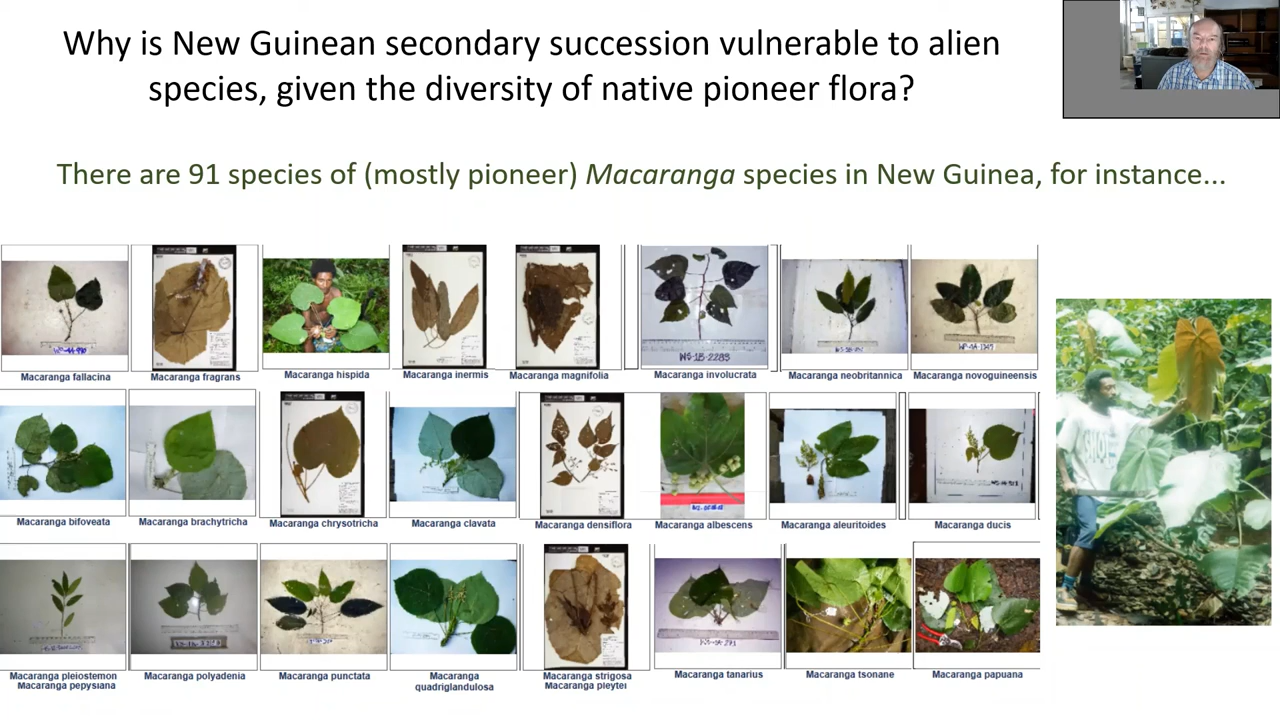 Why is New Guinean secondary succession vulnerable to alien
species, given the diversity of native pioneer flora?
There are 91 species of (mostly pioneer) Macaranga species in New Guinea, for instance...
Macaranga fallacina
Macaranga fragrans
Macaranga hispida
Macaranga inermis
Macaranga magnifolia
Macaranga involucrata
Macaranga neobritannica
Macaranga novoguineensis
WS-1B-2283
Macaranga bifoveata
Macaranga brachytricha
Macaranga chrysotricha
Macaranga clavata
Macaranga densiflora
Macaranga albescens
Macaranga aleuritoides
Macaranga ducis
Macaranga pleiostemon
Macaranga pepysiana
Macaranga polyadenia
Macaranga punctata
Macaranga
quadriglandulosa
Macaranga strigosa
Macaranga pleytei
Macaranga tanarius
Macaranga tsonane
Macaranga papuana